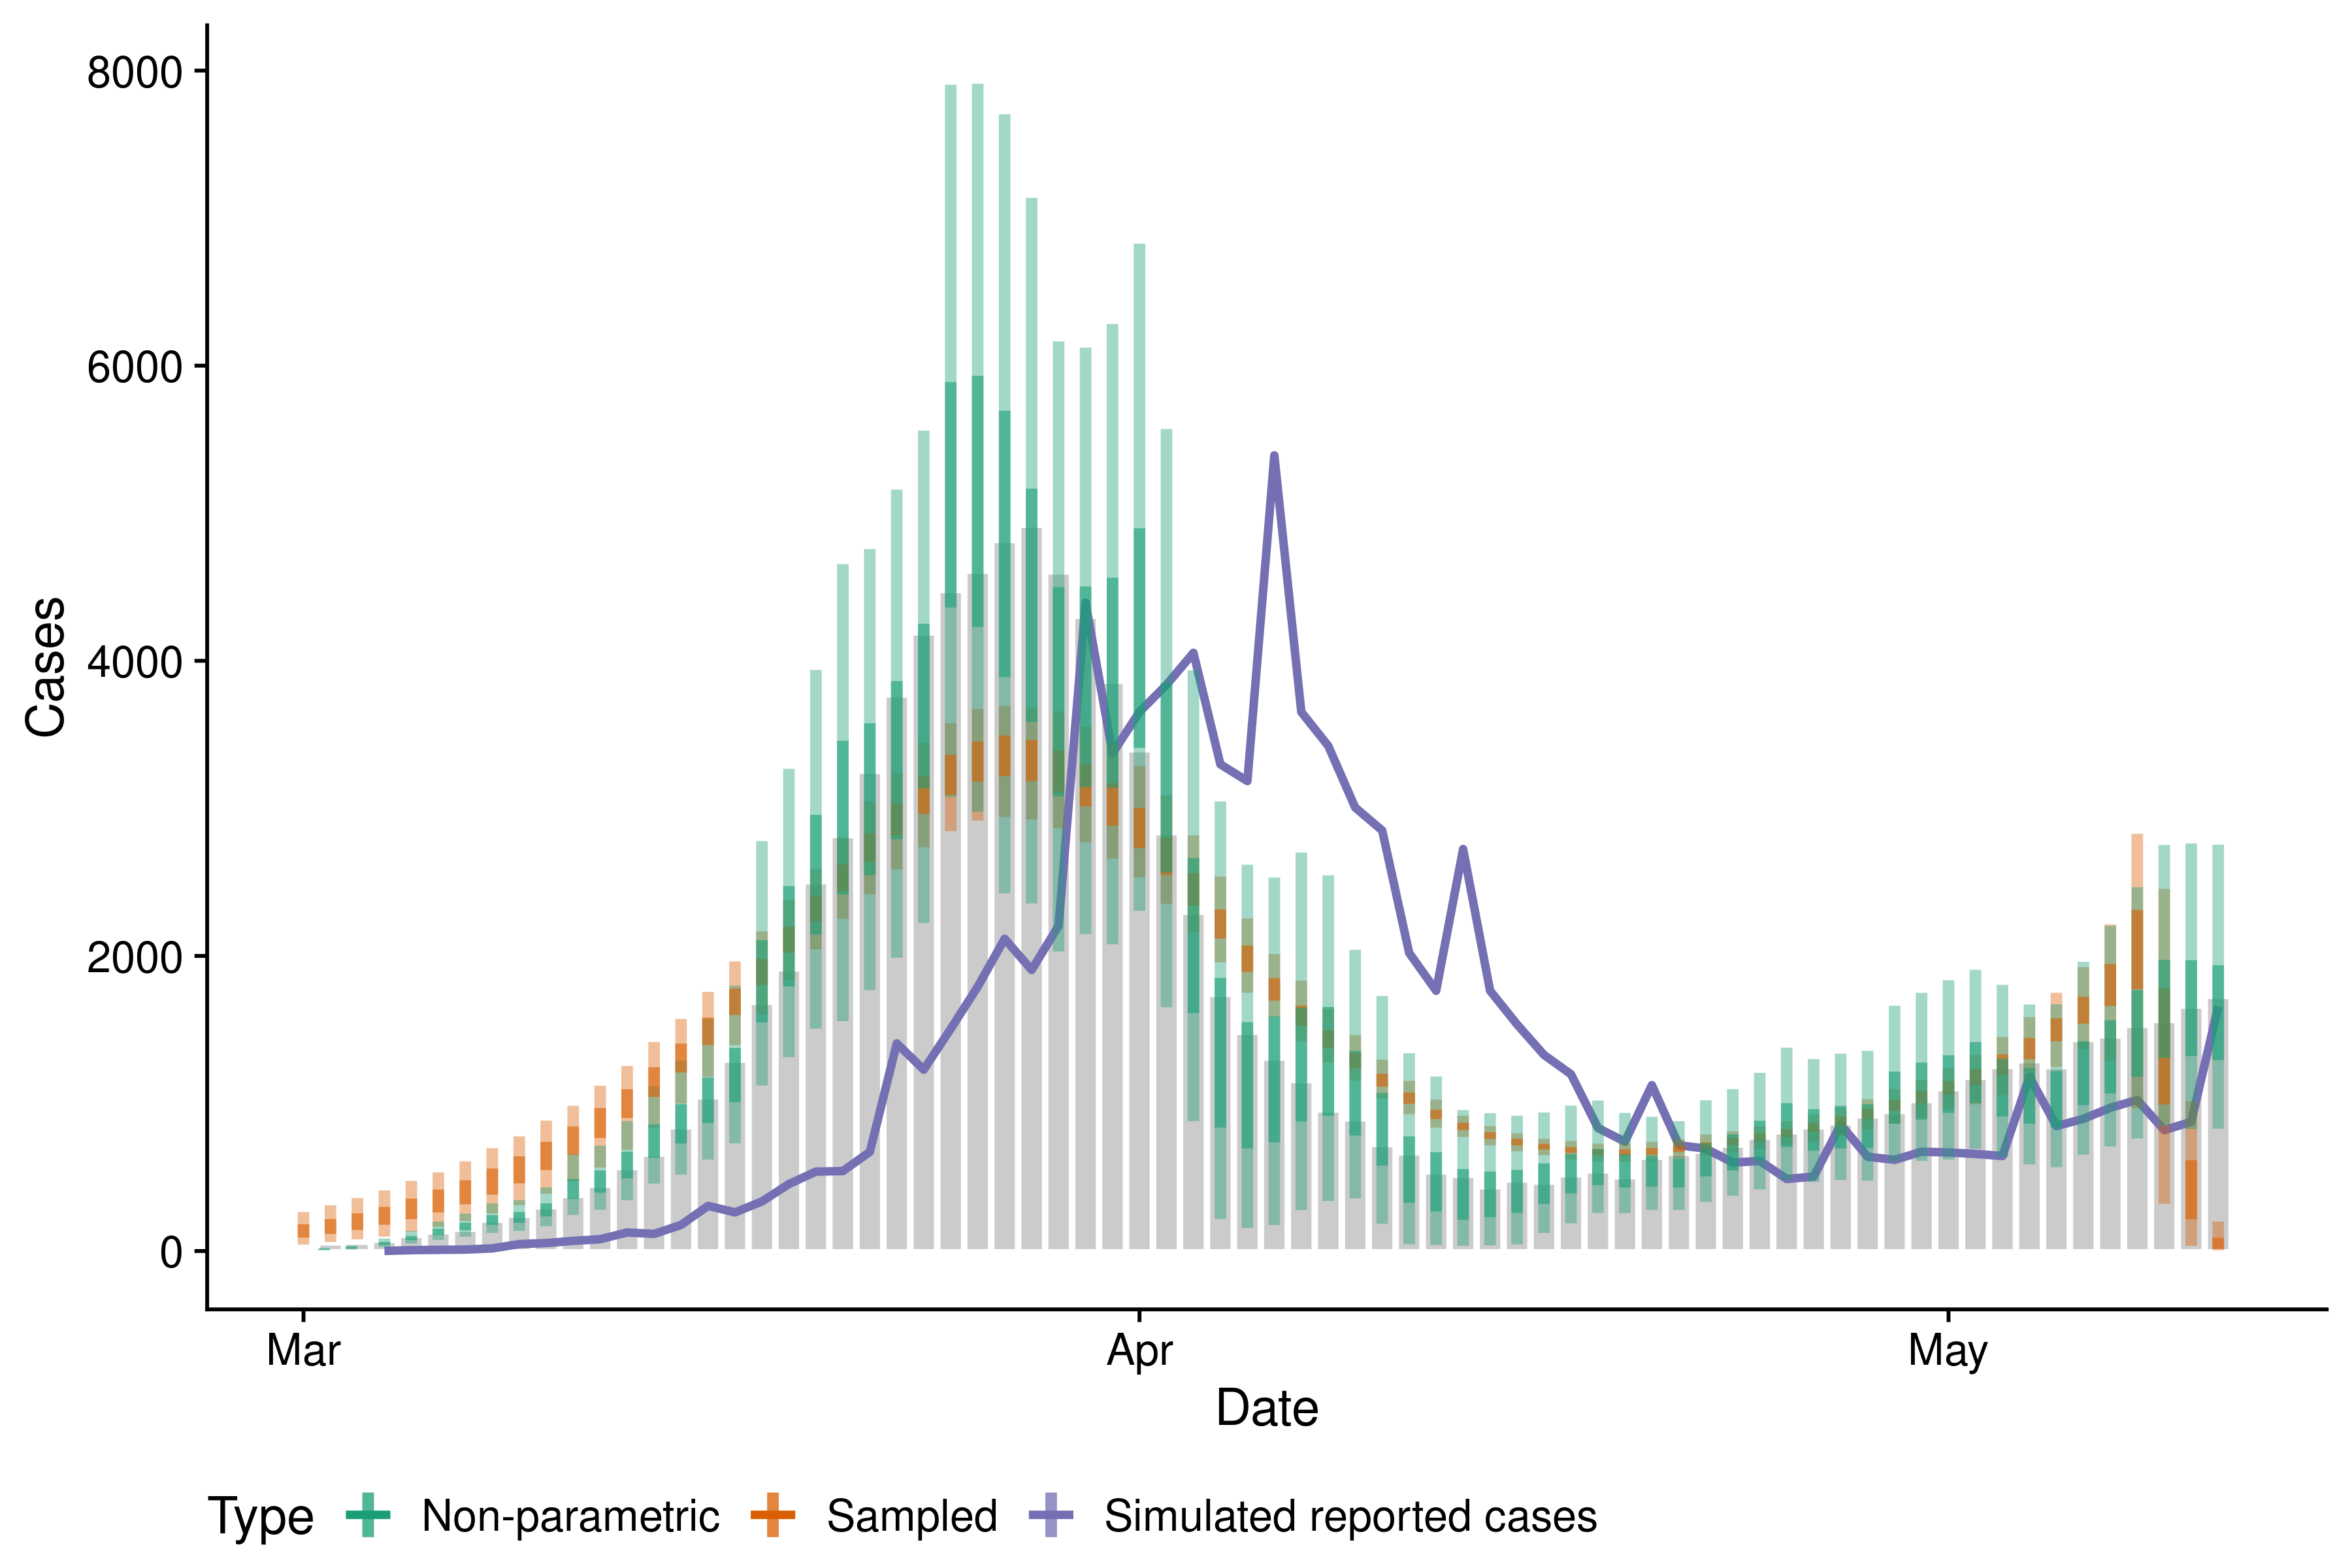 8000
6000
4000
2000
0
Cases
Mar Apr May
Date
Type Non-parametric Sampled Simulated reported cases